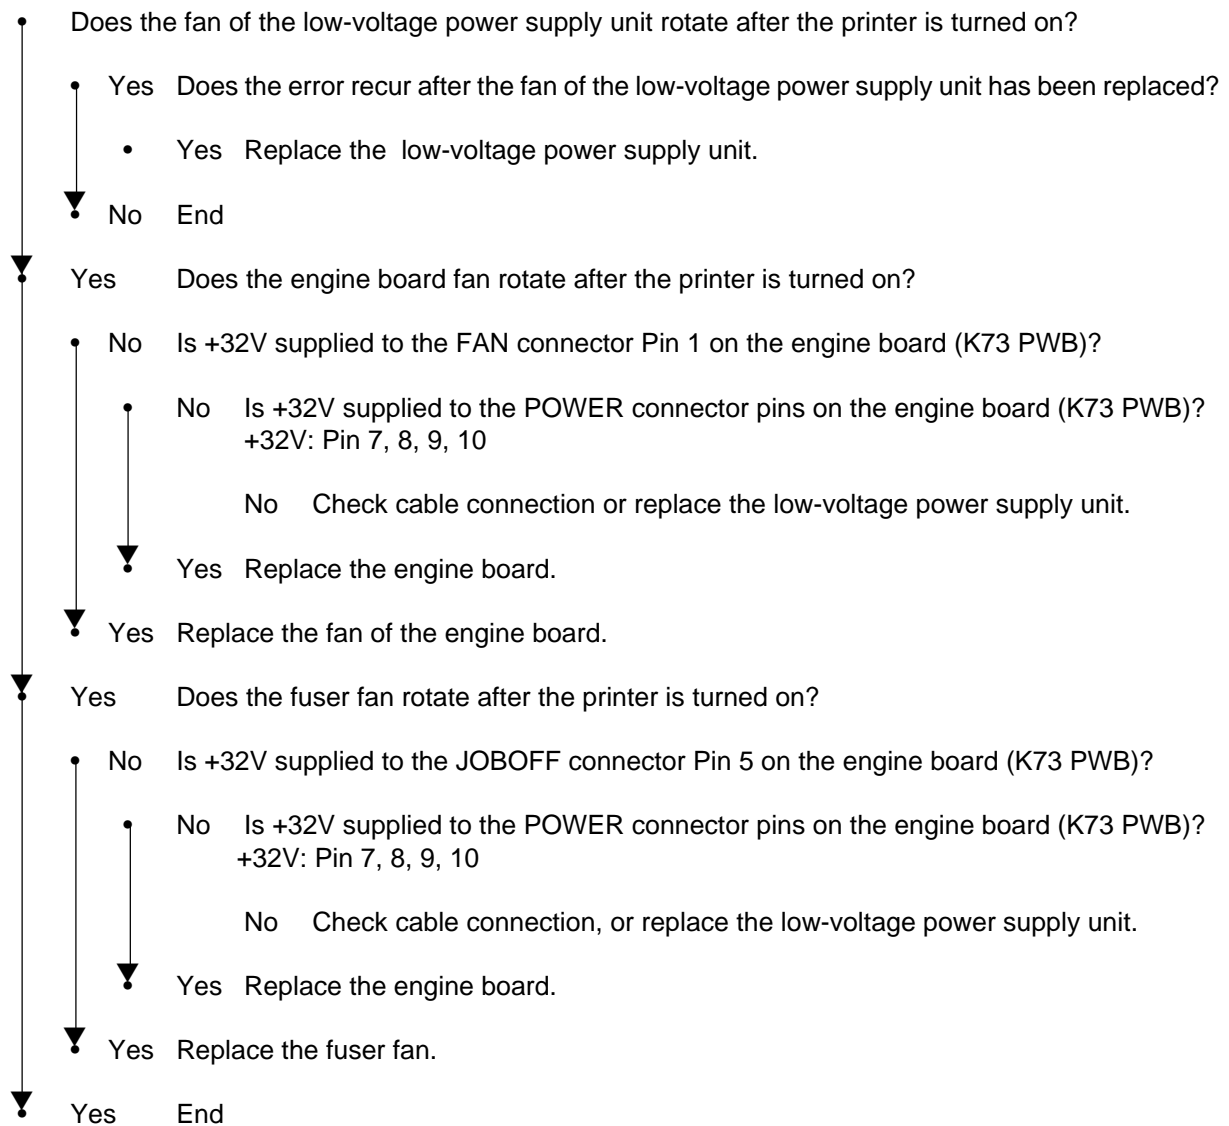 Does the fan of the low-voltage power supply unit rotate after the printer is turned on?
Yes Does the error recur after the fan of the low-voltage power supply unit has been replaced?
Yes Replace the low-voltage power supply unit.
No End
Yes Does the engine board fan rotate after the printer is turned on?
No Is +32V supplied to the FAN connector Pin 1 on the engine board (K73 PWB)?
No Is +32V supplied to the POWER connector pins on the engine board (K73 PWB)?
+32V: Pin 7, 8, 9, 10
No Check cable connection or replace the low-voltage power supply unit.
Yes Replace the engine board.
Yes Replace the fan of the engine board.
Yes Does the fuser fan rotate after the printer is turned on?
No Is +32V supplied to the JOBOFF connector Pin 5 on the engine board (K73 PWB)?
No Is +32V supplied to the POWER connector pins on the engine board (K73 PWB)?
+32V: Pin 7, 8, 9, 10
No Check cable connection, or replace the low-voltage power supply unit.
Yes Replace the engine board.
Yes Replace the fuser fan.
Yes End